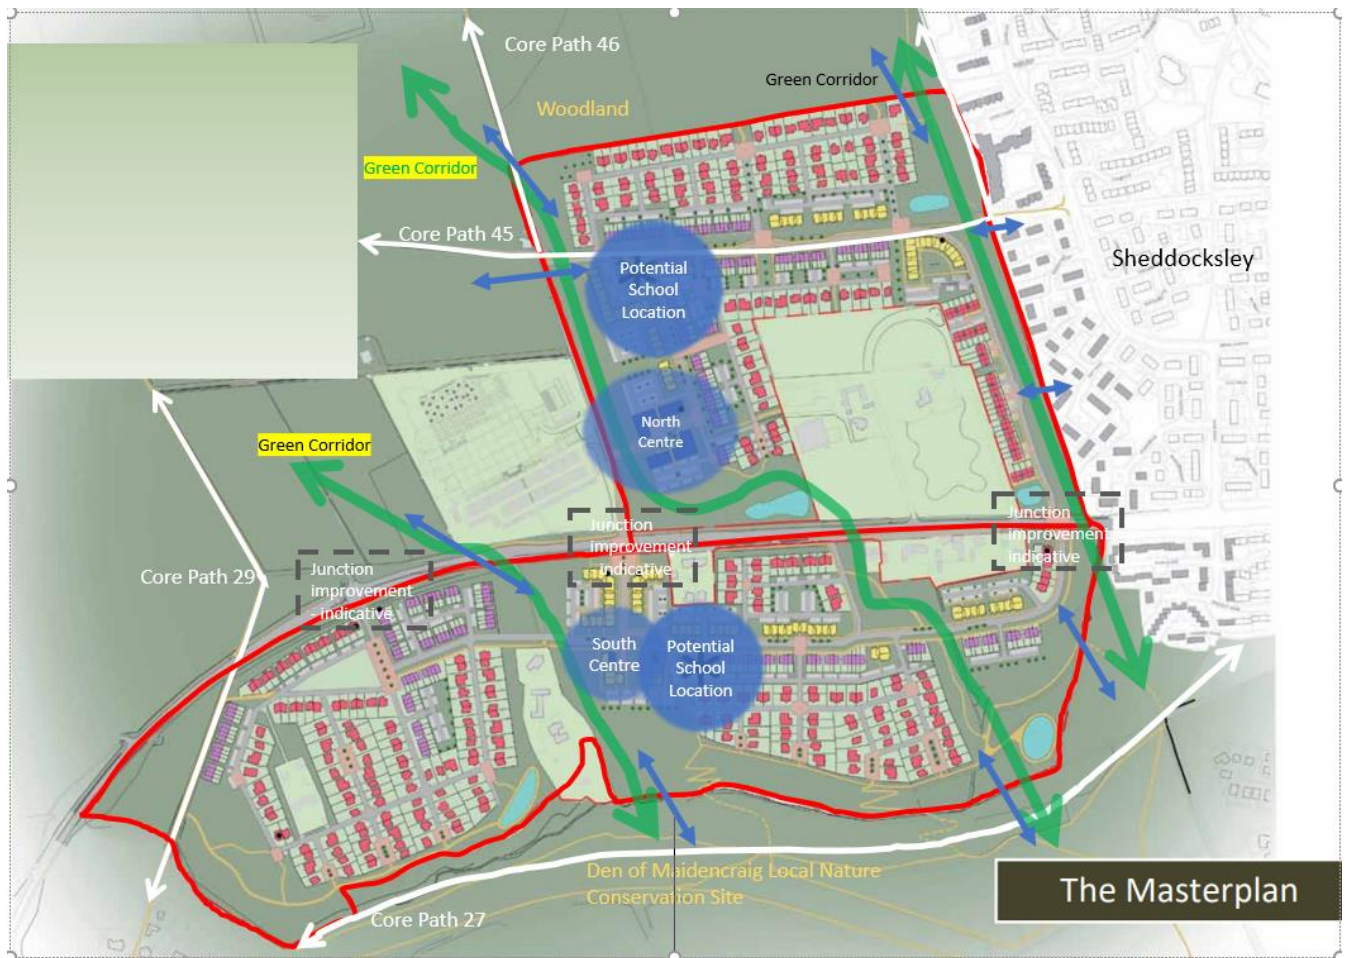 Core Path 46
Green Corridor
Woodland
Green Corridor
Core Path 45
Sheddocksley
Potential
School
Location
North
Centre
Green Corridor
Junction
improvement
indicative
Junction
improvement
indicative
Core Path 29
Junction
improvement
- indicative
South
Centre
Potential
School
Location
Den of Maidencraig Local Nature
Conservation Site
The Masterplan
Core Path 27